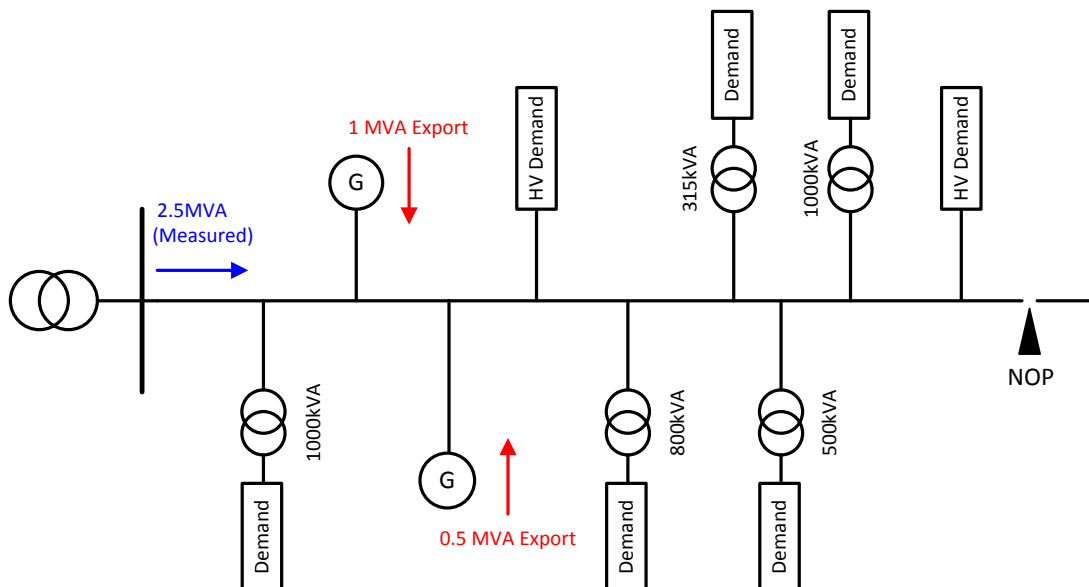 Demand
Demand
HV Demand
HV Demand
1 MVA Export
G
315kVA
1000kVA
2.5MVA
(Measured)
NOP
1000kVA
800kVA
500kVA
G
Demand
Demand
Demand
0.5 MVA Export